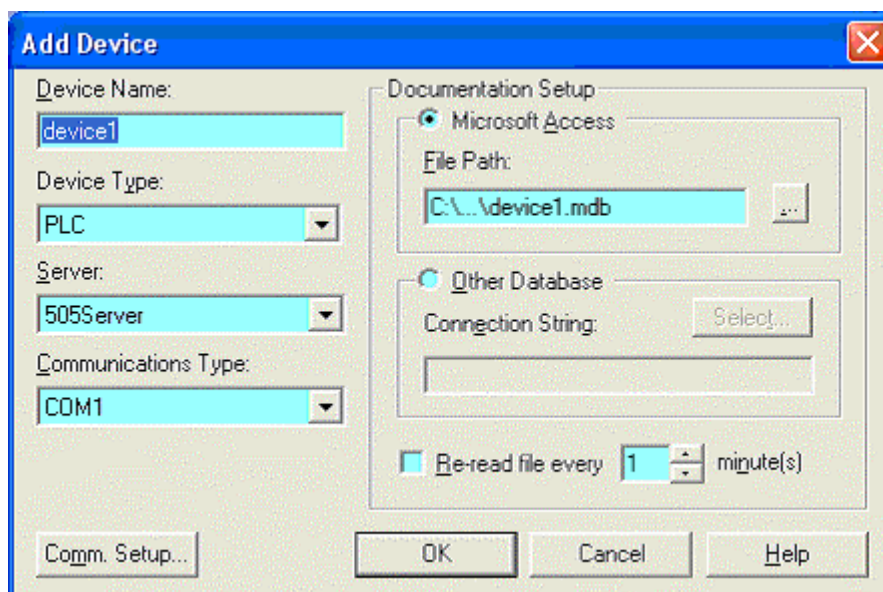 Add Device
Device Name:
device1
Device Type:
PLC
Server:
505Server
Communications Type:
COM1
Comm. Setup...
Documentation Setup
Microsoft Access
File Path:
C:\...\device1.mdb
...
Other Database
Connection String:
Select...
Re-read file every 1 minute(s)
OK
Cancel
Help